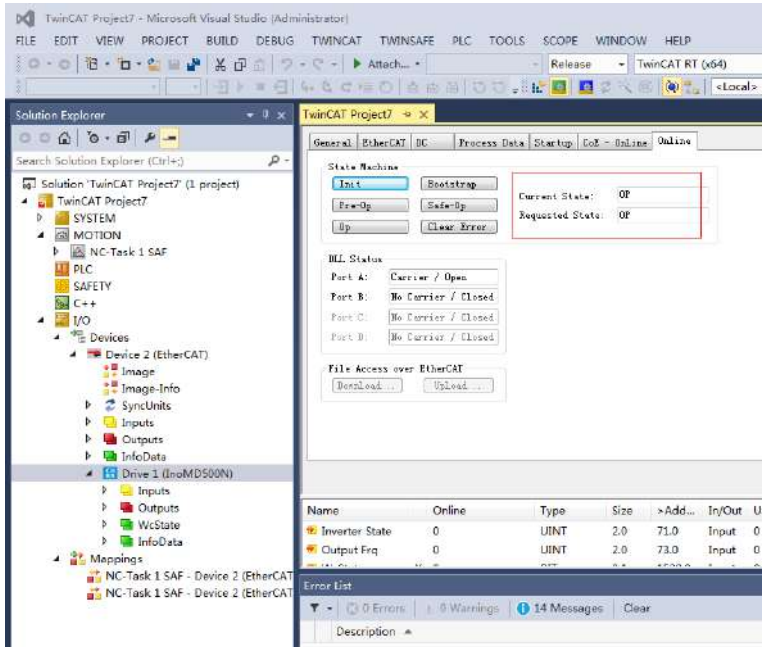 TwinCAT Project7 - Microsoft Visual Studio (Administrator)
FILE EDIT VIEW PROJECT BUILD DEBUG TWINCAT TWINSAFE PLC TOOLS SCOPE WINDOW HELP
Attach... Release TwinCAT RT (x64)
<Local>
Solution Explorer
Search Solution Explorer (Ctrl+;)
Solution 'TwinCAT Project7' (1 project)
TwinCAT Project7
SYSTEM
MOTION
NC-Task 1 SAF
PLC
SAFETY
C++
I/O
Devices
Device 2 (EtherCAT)
Image
Image-Info
SyncUnits
Inputs
Outputs
InfoData
Drive 1 (InoMD500N)
Inputs
Outputs
WcState
InfoData
Mappings
NC-Task 1 SAF - Device 2 (EtherCAT
NC-Task 1 SAF - Device 2 (EtherCAT
TwinCAT Project7
General EtherCAT DC Process Data Startup CoE - Online Online
State Machine
Init Bootstrap
Pre-Op Safe-Op
Op Clear Error
Current State: OP
Requested State: OP
DLL Status
Port A: Carrier / Open
Port B: No Carrier / Closed
Port C: No Carrier / Closed
Port D: No Carrier / Closed
File Access over EtherCAT
Download... Upload...
Name Online Type Size >Add... In/Out U
Inverter State 0 UINT 2.0 71.0 Input 0
Output Frq 0 UINT 2.0 73.0 Input 0
Error List
0 Errors 0 Warnings 14 Messages Clear
Description